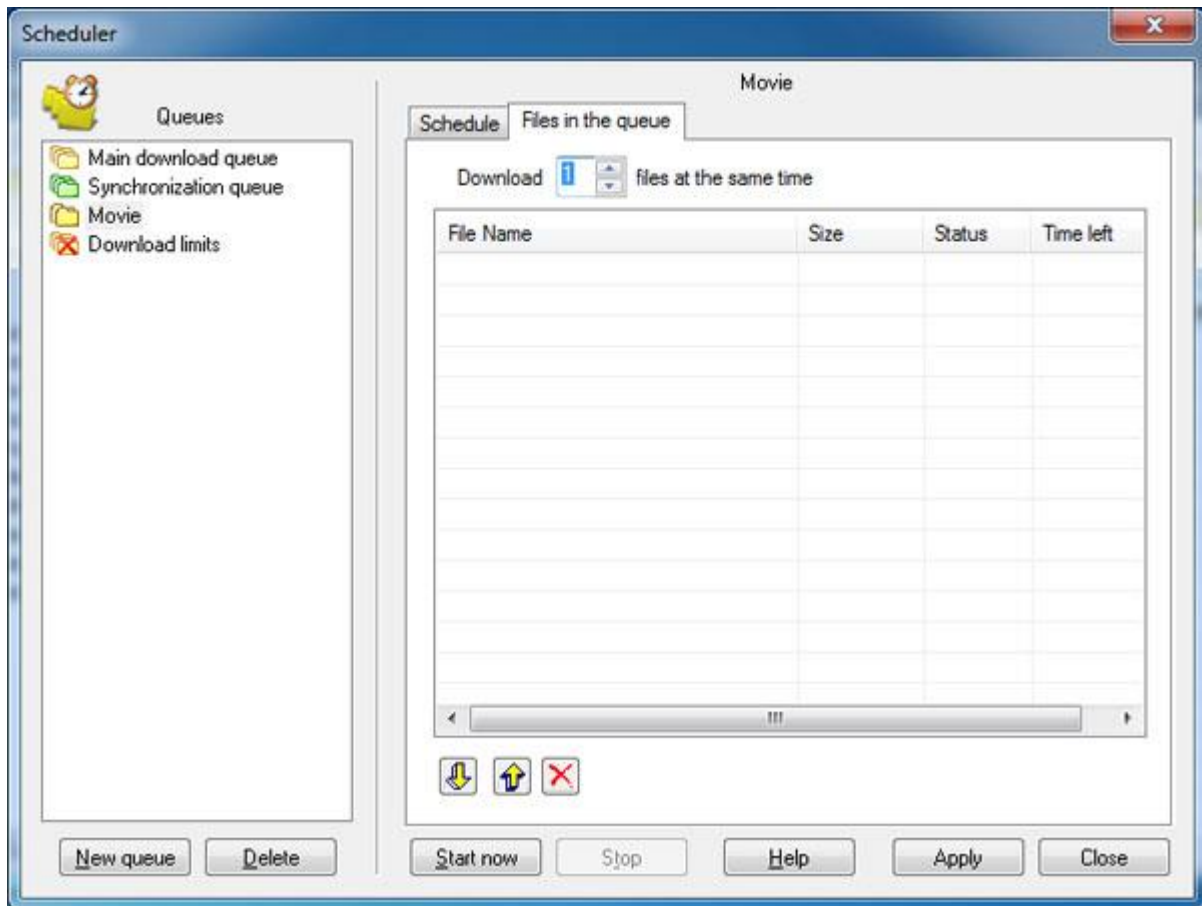 Scheduler
Queues
Main download queue
Synchronization queue
Movie
Download limits
New queue
Delete
Movie
Schedule
Files in the queue
Download 1 files at the same time
File Name Size Status Time left
Start now Stop Help Apply Close